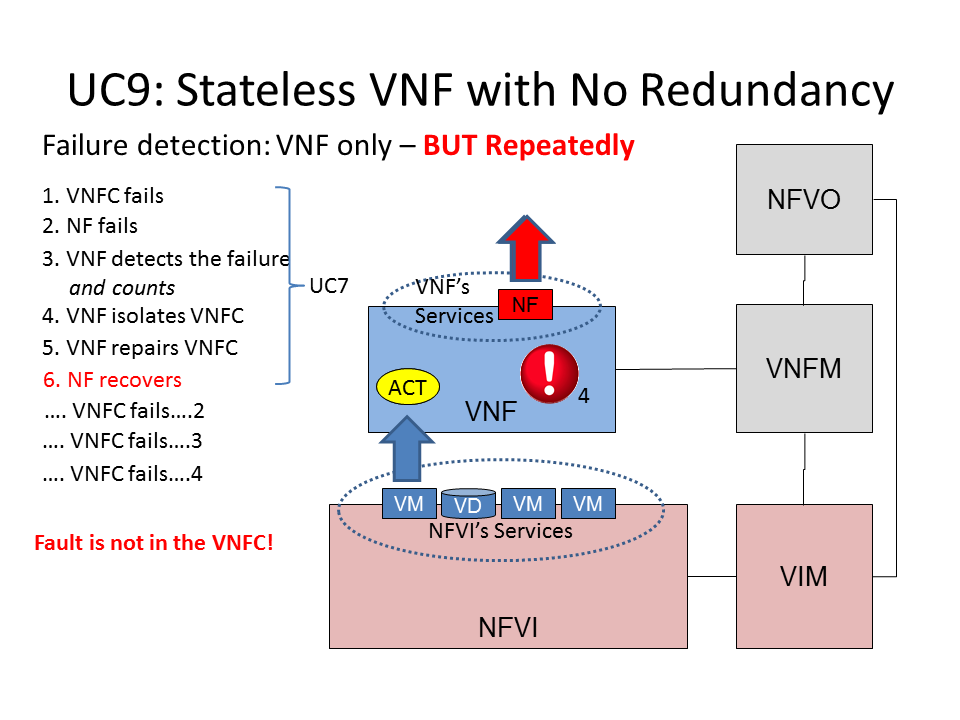 UC9: Stateless VNF with No Redundancy
Failure detection: VNF only – BUT Repeatedly
1. VNFC fails
2. NF fails
3. VNF detects the failure
and counts
4. VNF isolates VNFC
5. VNF repairs VNFC
6. NF recovers
…. VNFC fails….2
…. VNFC fails….3
…. VNFC fails….4
Fault is not in the VNFC!
UC7
VNF’s
Services
NF
ACT
!
4
VNF
VM
VD
VM
VM
NFVI’s Services
NFVI
NFVO
VNFM
VIM